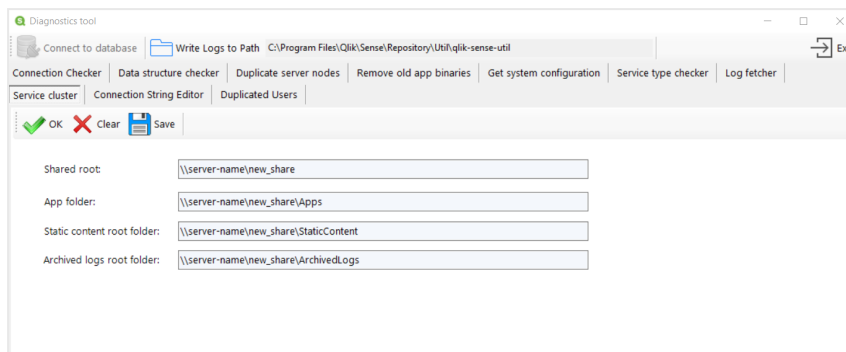 Diagnostics tool
Connect to database Write Logs to Path C:\Program Files\Qlik\Sense\Repository\Util\qlik-sense-util
Connection Checker Data structure checker Duplicate server nodes Remove old app binaries Get system configuration Service type checker Log fetcher
Service cluster Connection String Editor Duplicated Users
OK Clear Save
Shared root: \\server-name\new_share
App folder: \\server-name\new_share\Apps
Static content root folder: \\server-name\new_share\StaticContent
Archived logs root folder: \\server-name\new_share\ArchivedLogs